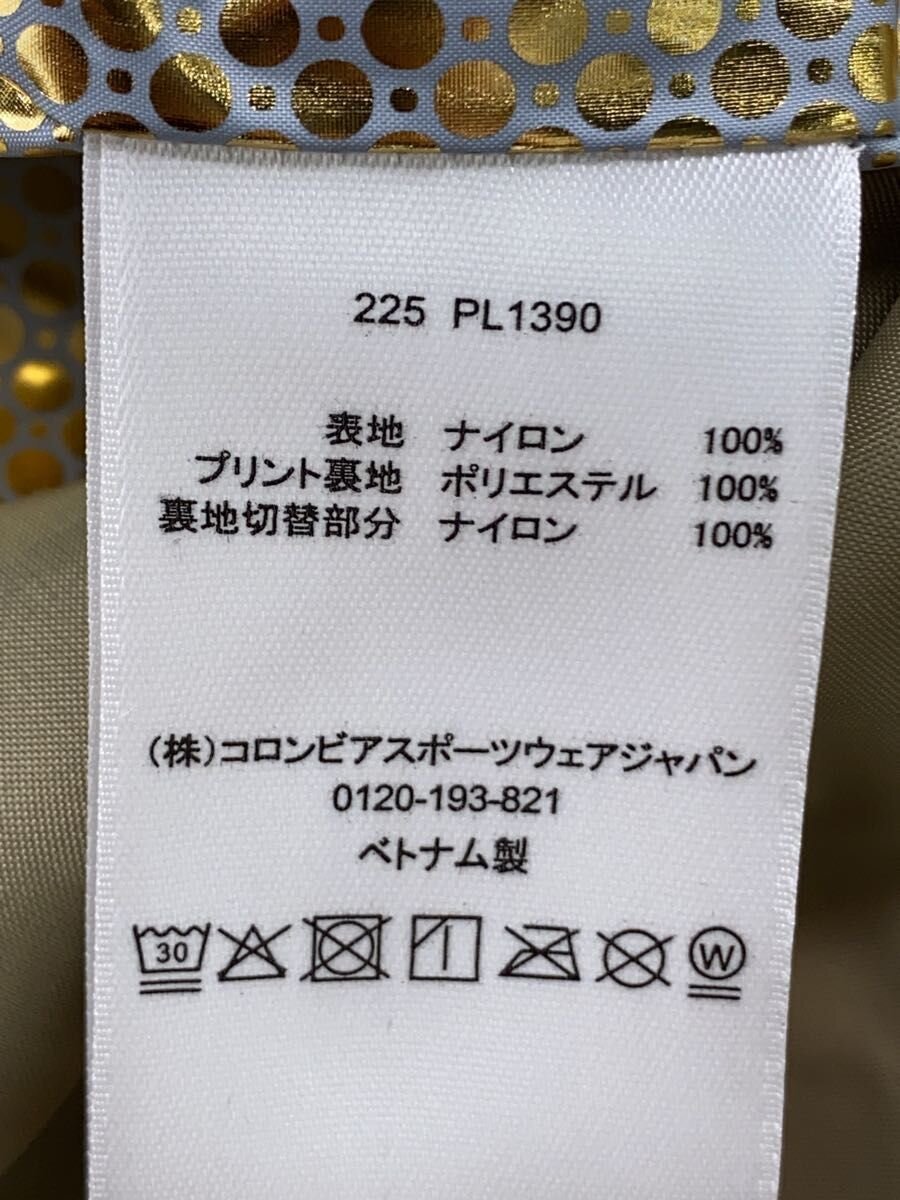 225 PL1390
表地 ナイロン 100%
プリント裏地 ポリエステル 100%
裏地切替部分 ナイロン 100%
(株)コロンビアスポーツウェアジャパン
0120-193-821
ベトナム製
30 W